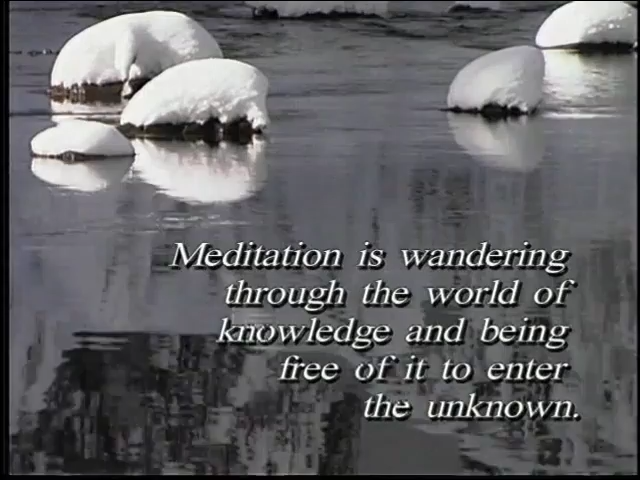 Meditation is wandering
through the world of
knowledge and being
free of it to enter
the unknown.